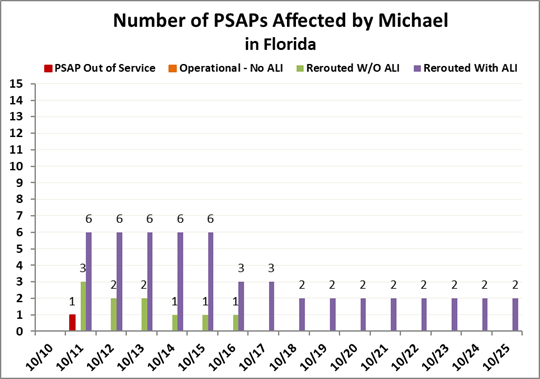 Number of PSAPs Affected by Michael
in Florida
PSAP Out of Service Operational - No ALI Rerouted W/O ALI Rerouted With ALI
15
14
13
12
11
10
9
8
7
6 6 6 6 6 6
5
4
3 3 3 3
2 2 2 2 2 2 2 2 2 2 2
1 1 1 1 1
0
10/10 10/11 10/12 10/13 10/14 10/15 10/16 10/17 10/18 10/19 10/20 10/21 10/22 10/23 10/24 10/25